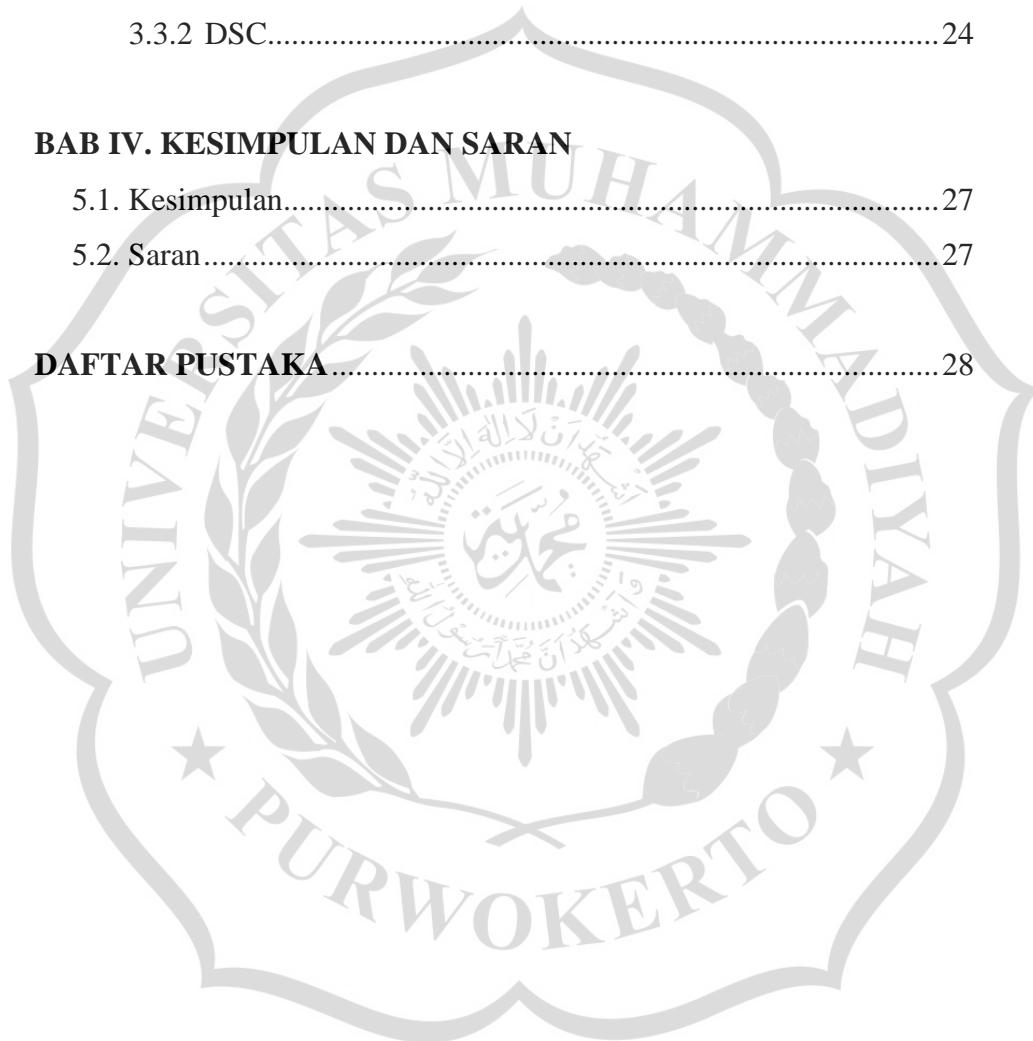 3.3.2 DSC.......................................................................24
BAB IV. KESIMPULAN DAN SARAN
5.1. Kesimpulan.....................................................................27
5.2. Saran.............................................................................27
DAFTAR PUSTAKA................................................................28
UNIVERSITAS MUHAMMADIYAH
PURWOKERTO